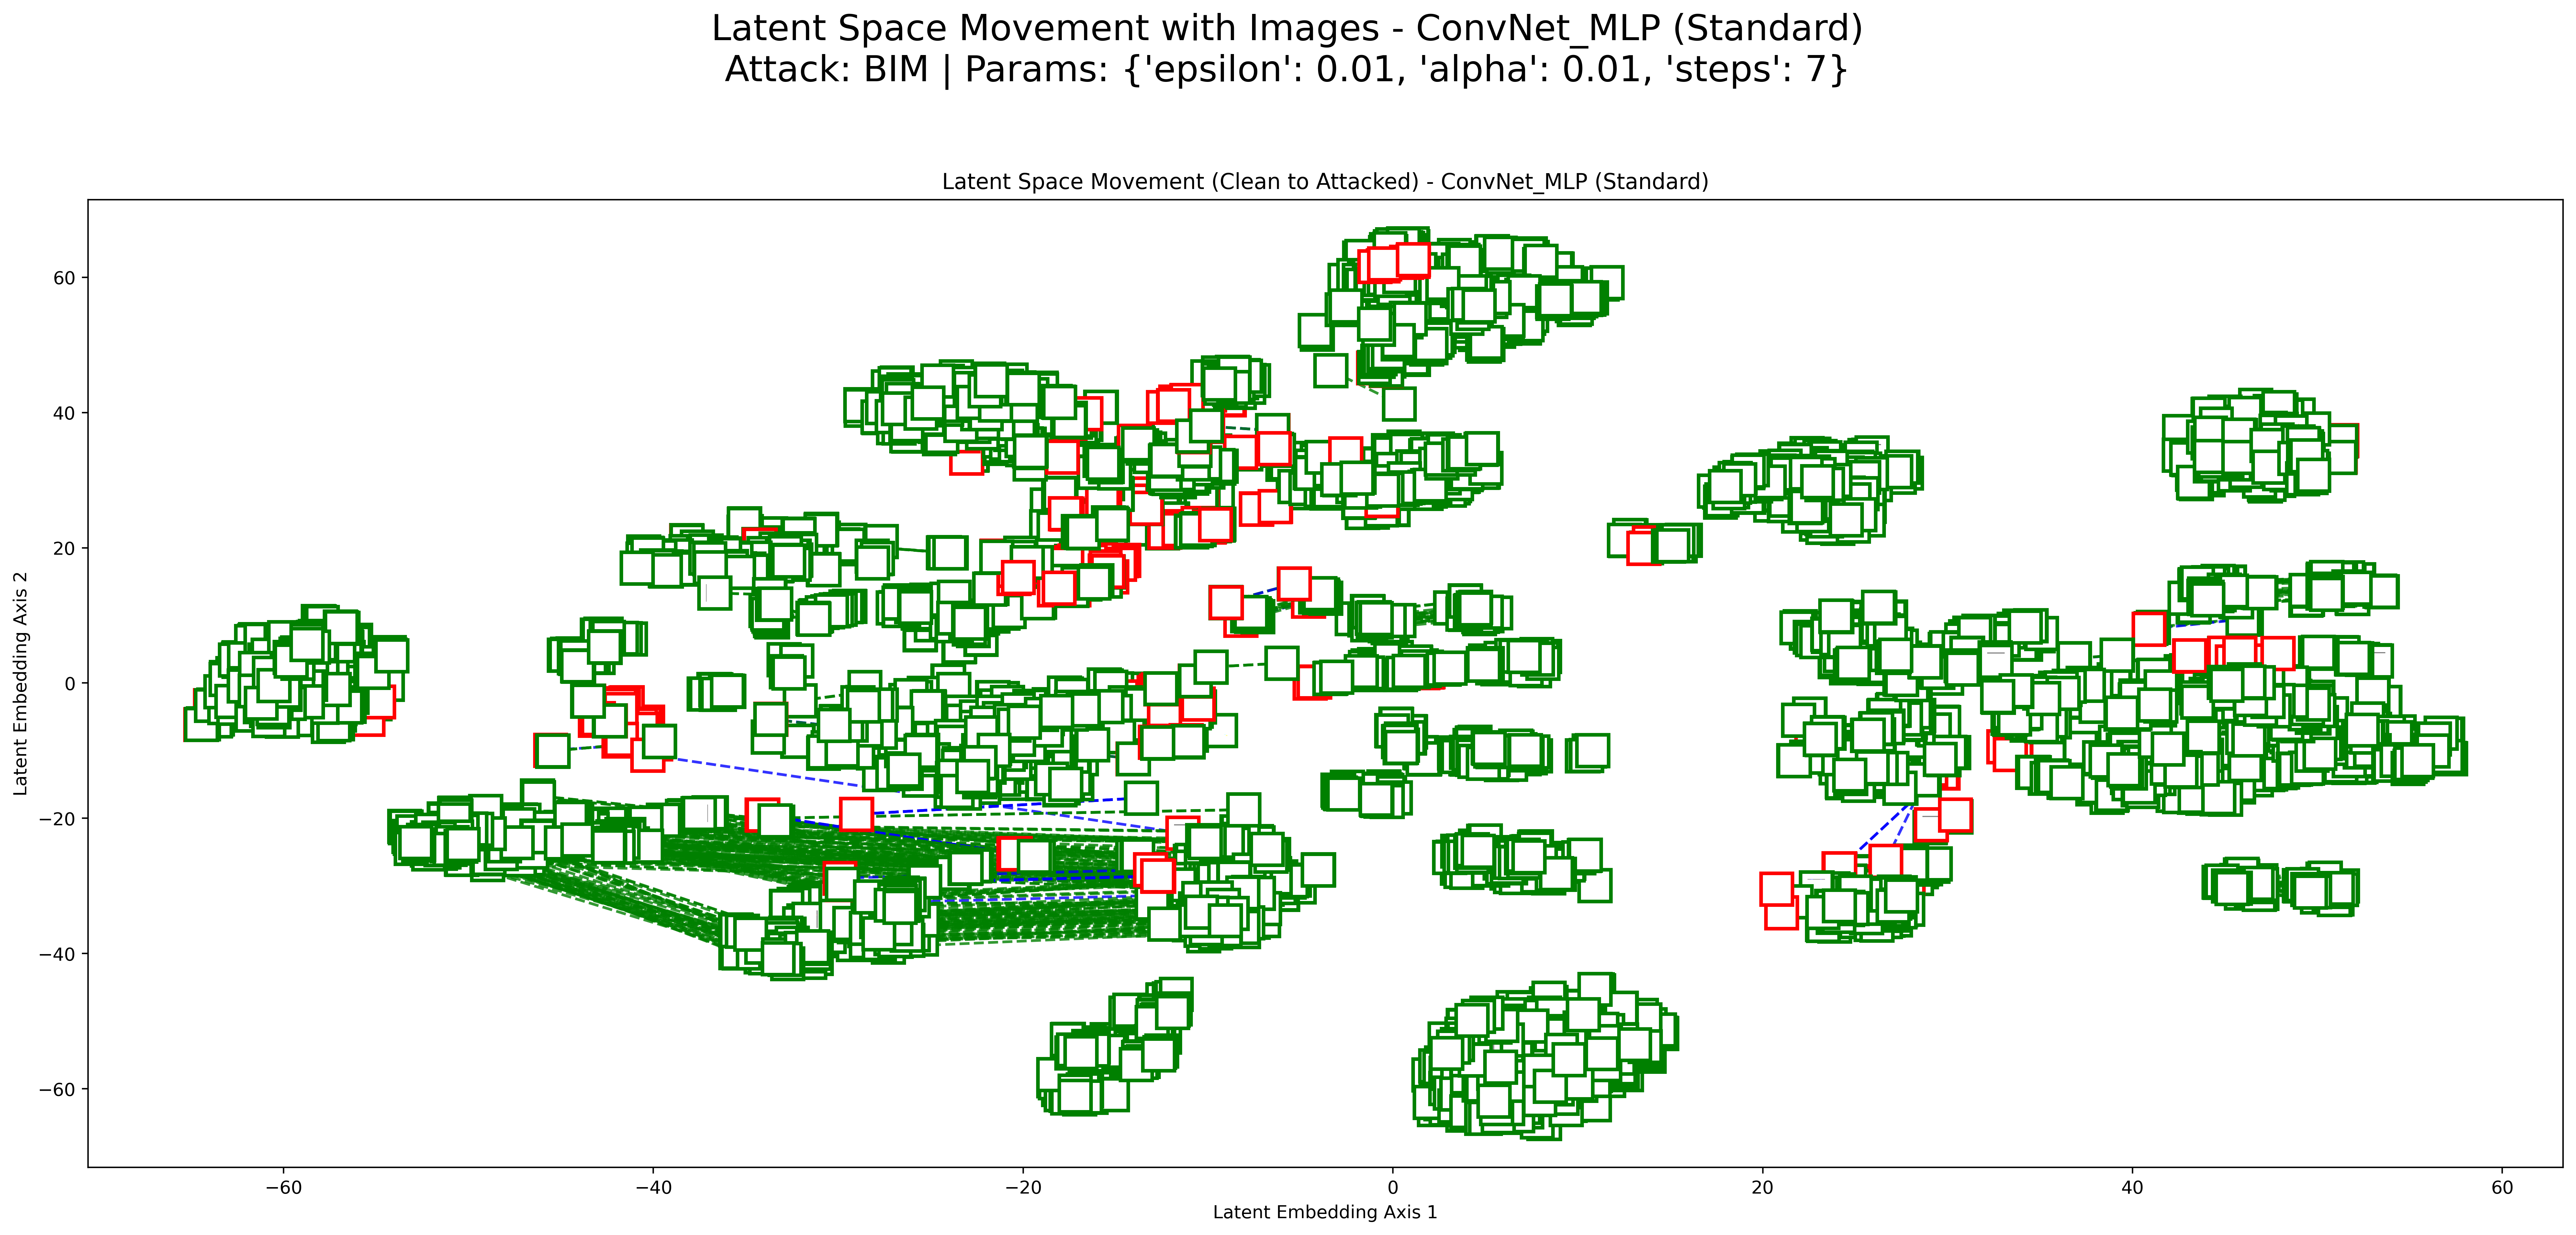 Latent Space Movement with Images - ConvNet_MLP (Standard)
Attack: BIM | Params: {'epsilon': 0.01, 'alpha': 0.01, 'steps': 7}
Latent Space Movement (Clean to Attacked) - ConvNet_MLP (Standard)
60
40
20
0
−20
−40
−60
Latent Embedding Axis 2
−60
−40
−20
0
20
40
60
Latent Embedding Axis 1